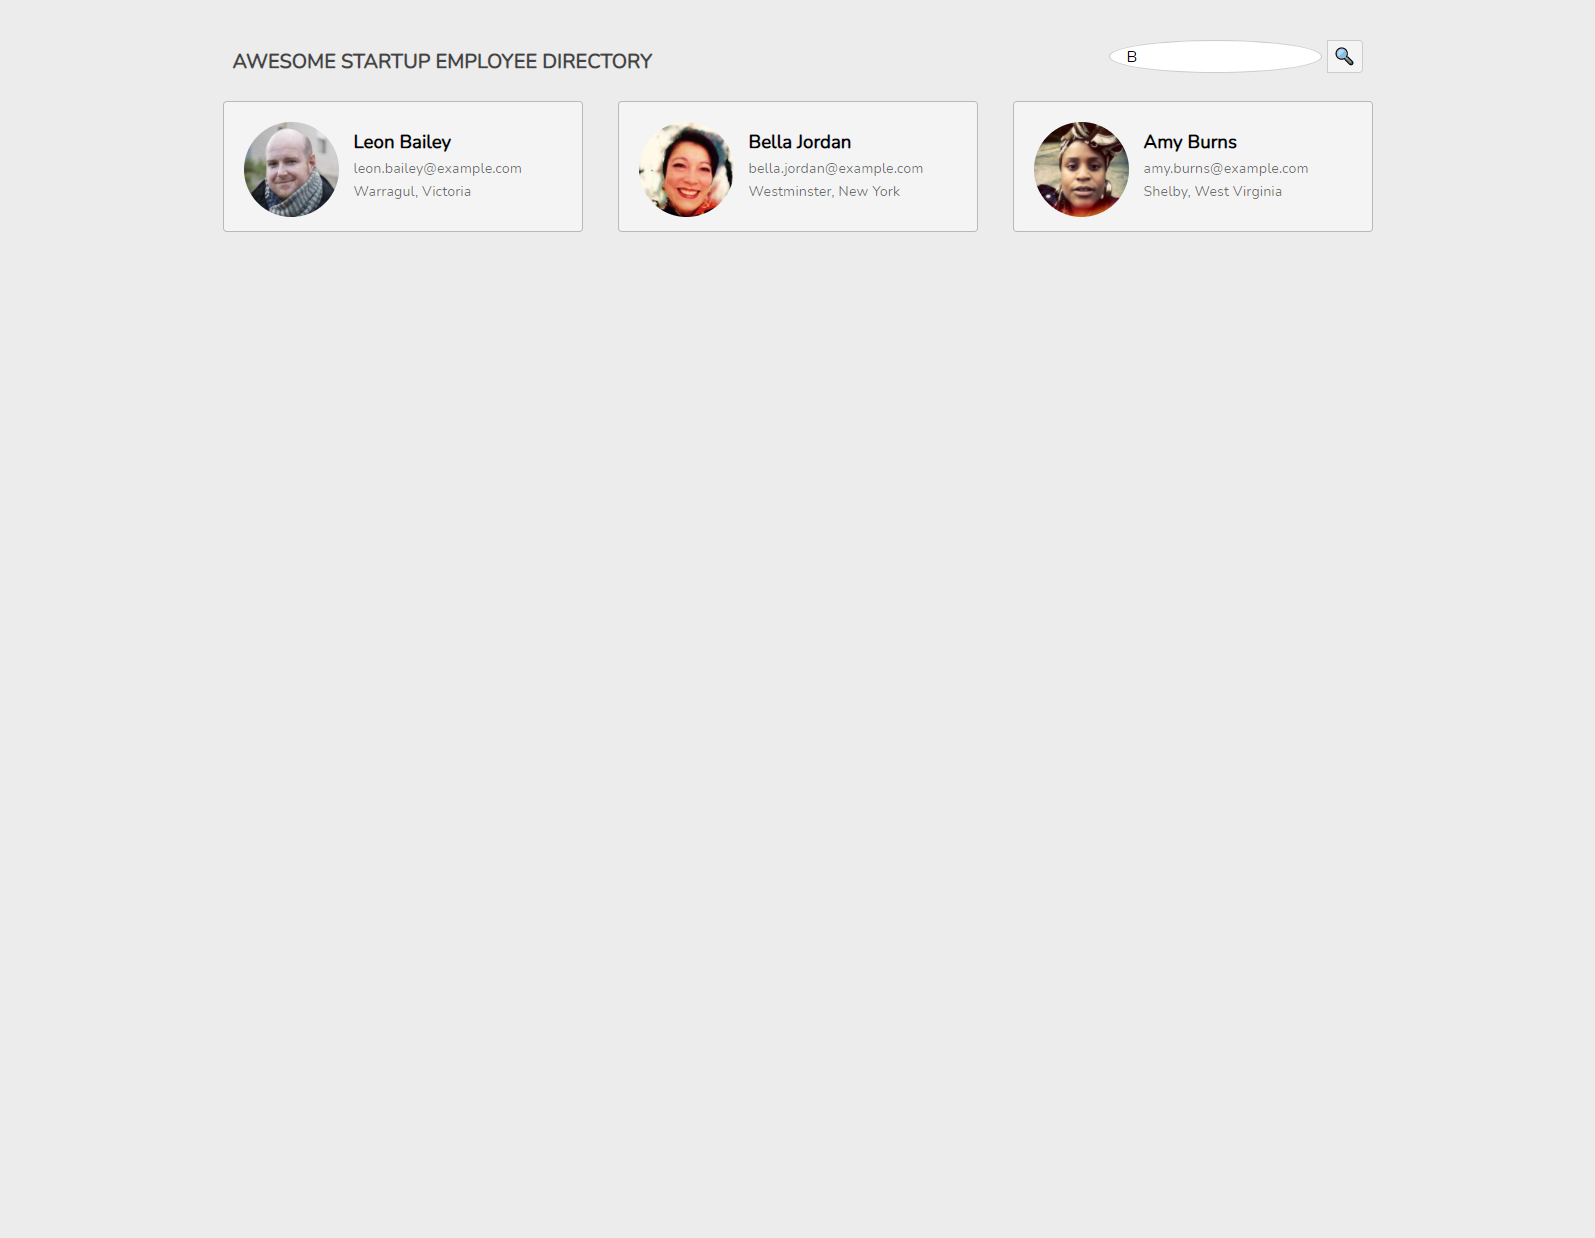 AWESOME STARTUP EMPLOYEE DIRECTORY
B
Leon Bailey
leon.bailey@example.com
Warragul, Victoria
Bella Jordan
bella.jordan@example.com
Westminster, New York
Amy Burns
amy.burns@example.com
Shelby, West Virginia